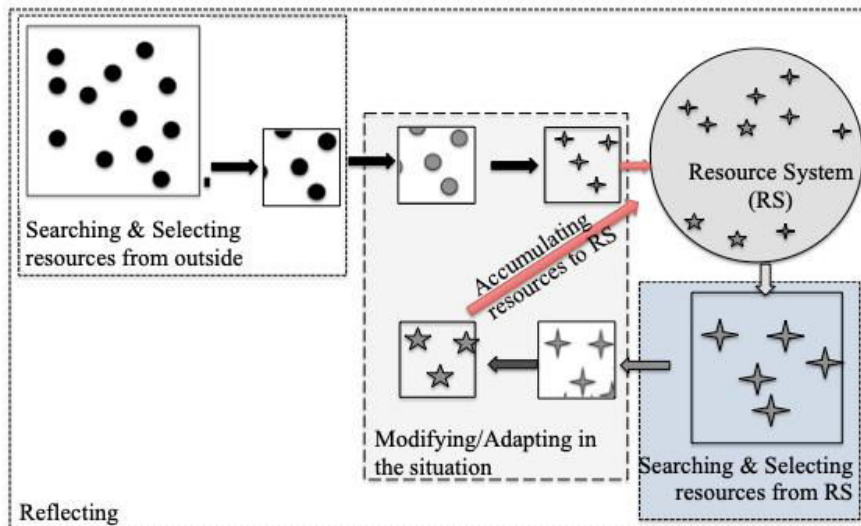 Searching & Selecting
resources from outside
Resource System
(RS)
Accumulating
resources to RS
Modifying/Adapting in
the situation
Searching & Selecting
resources from RS
Reflecting